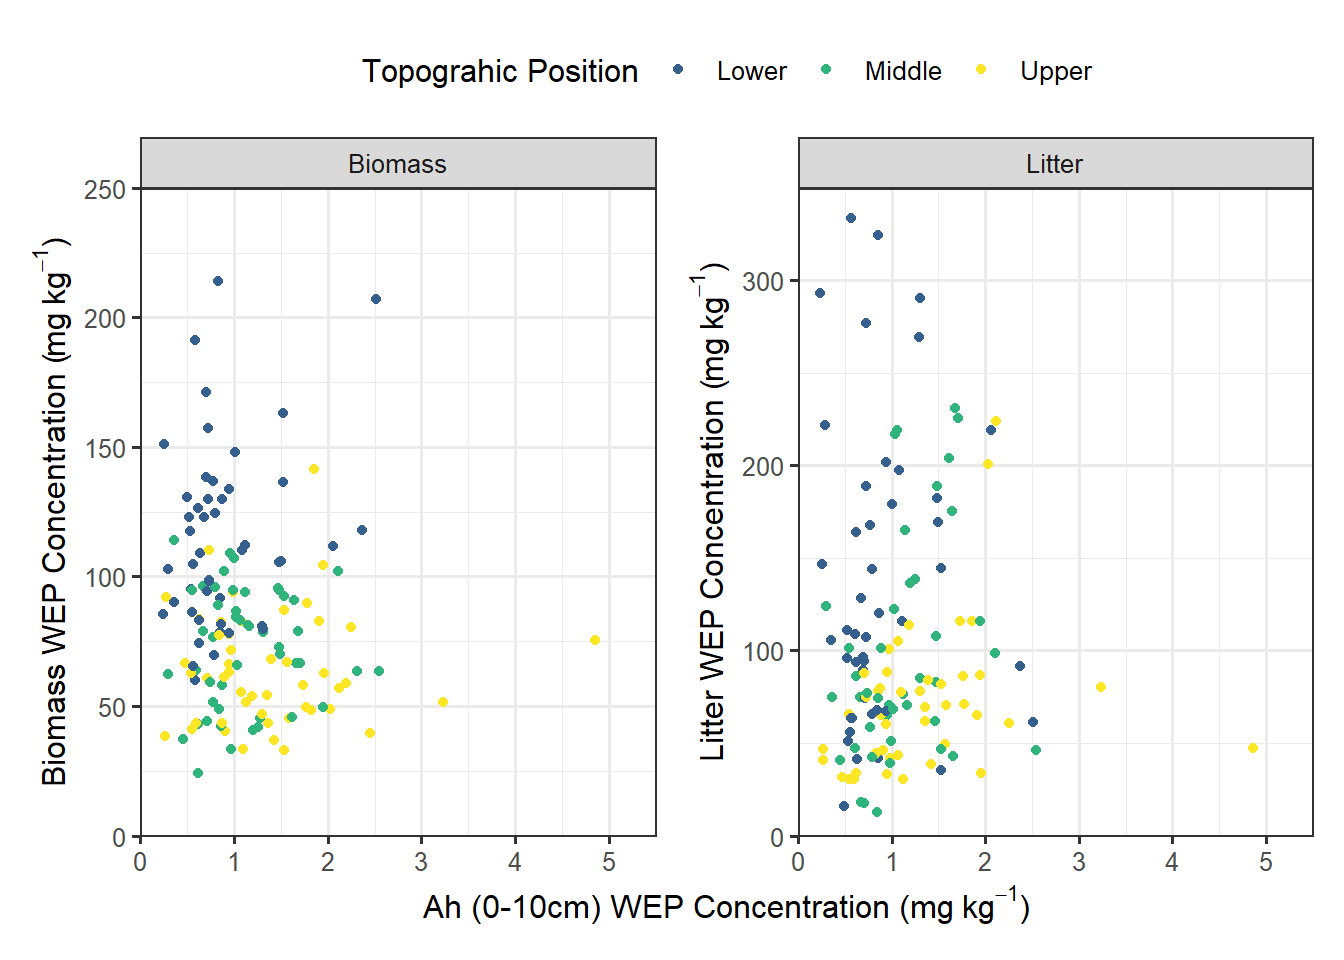 Topograhic Position Lower Middle Upper
Biomass Litter
Biomass WEP Concentration (mg kg⁻¹)
250
200
150
100
50
0
0 1 2 3 4 5
Litter WEP Concentration (mg kg⁻¹)
300
200
100
0
0 1 2 3 4 5
Ah (0-10cm) WEP Concentration (mg kg⁻¹)